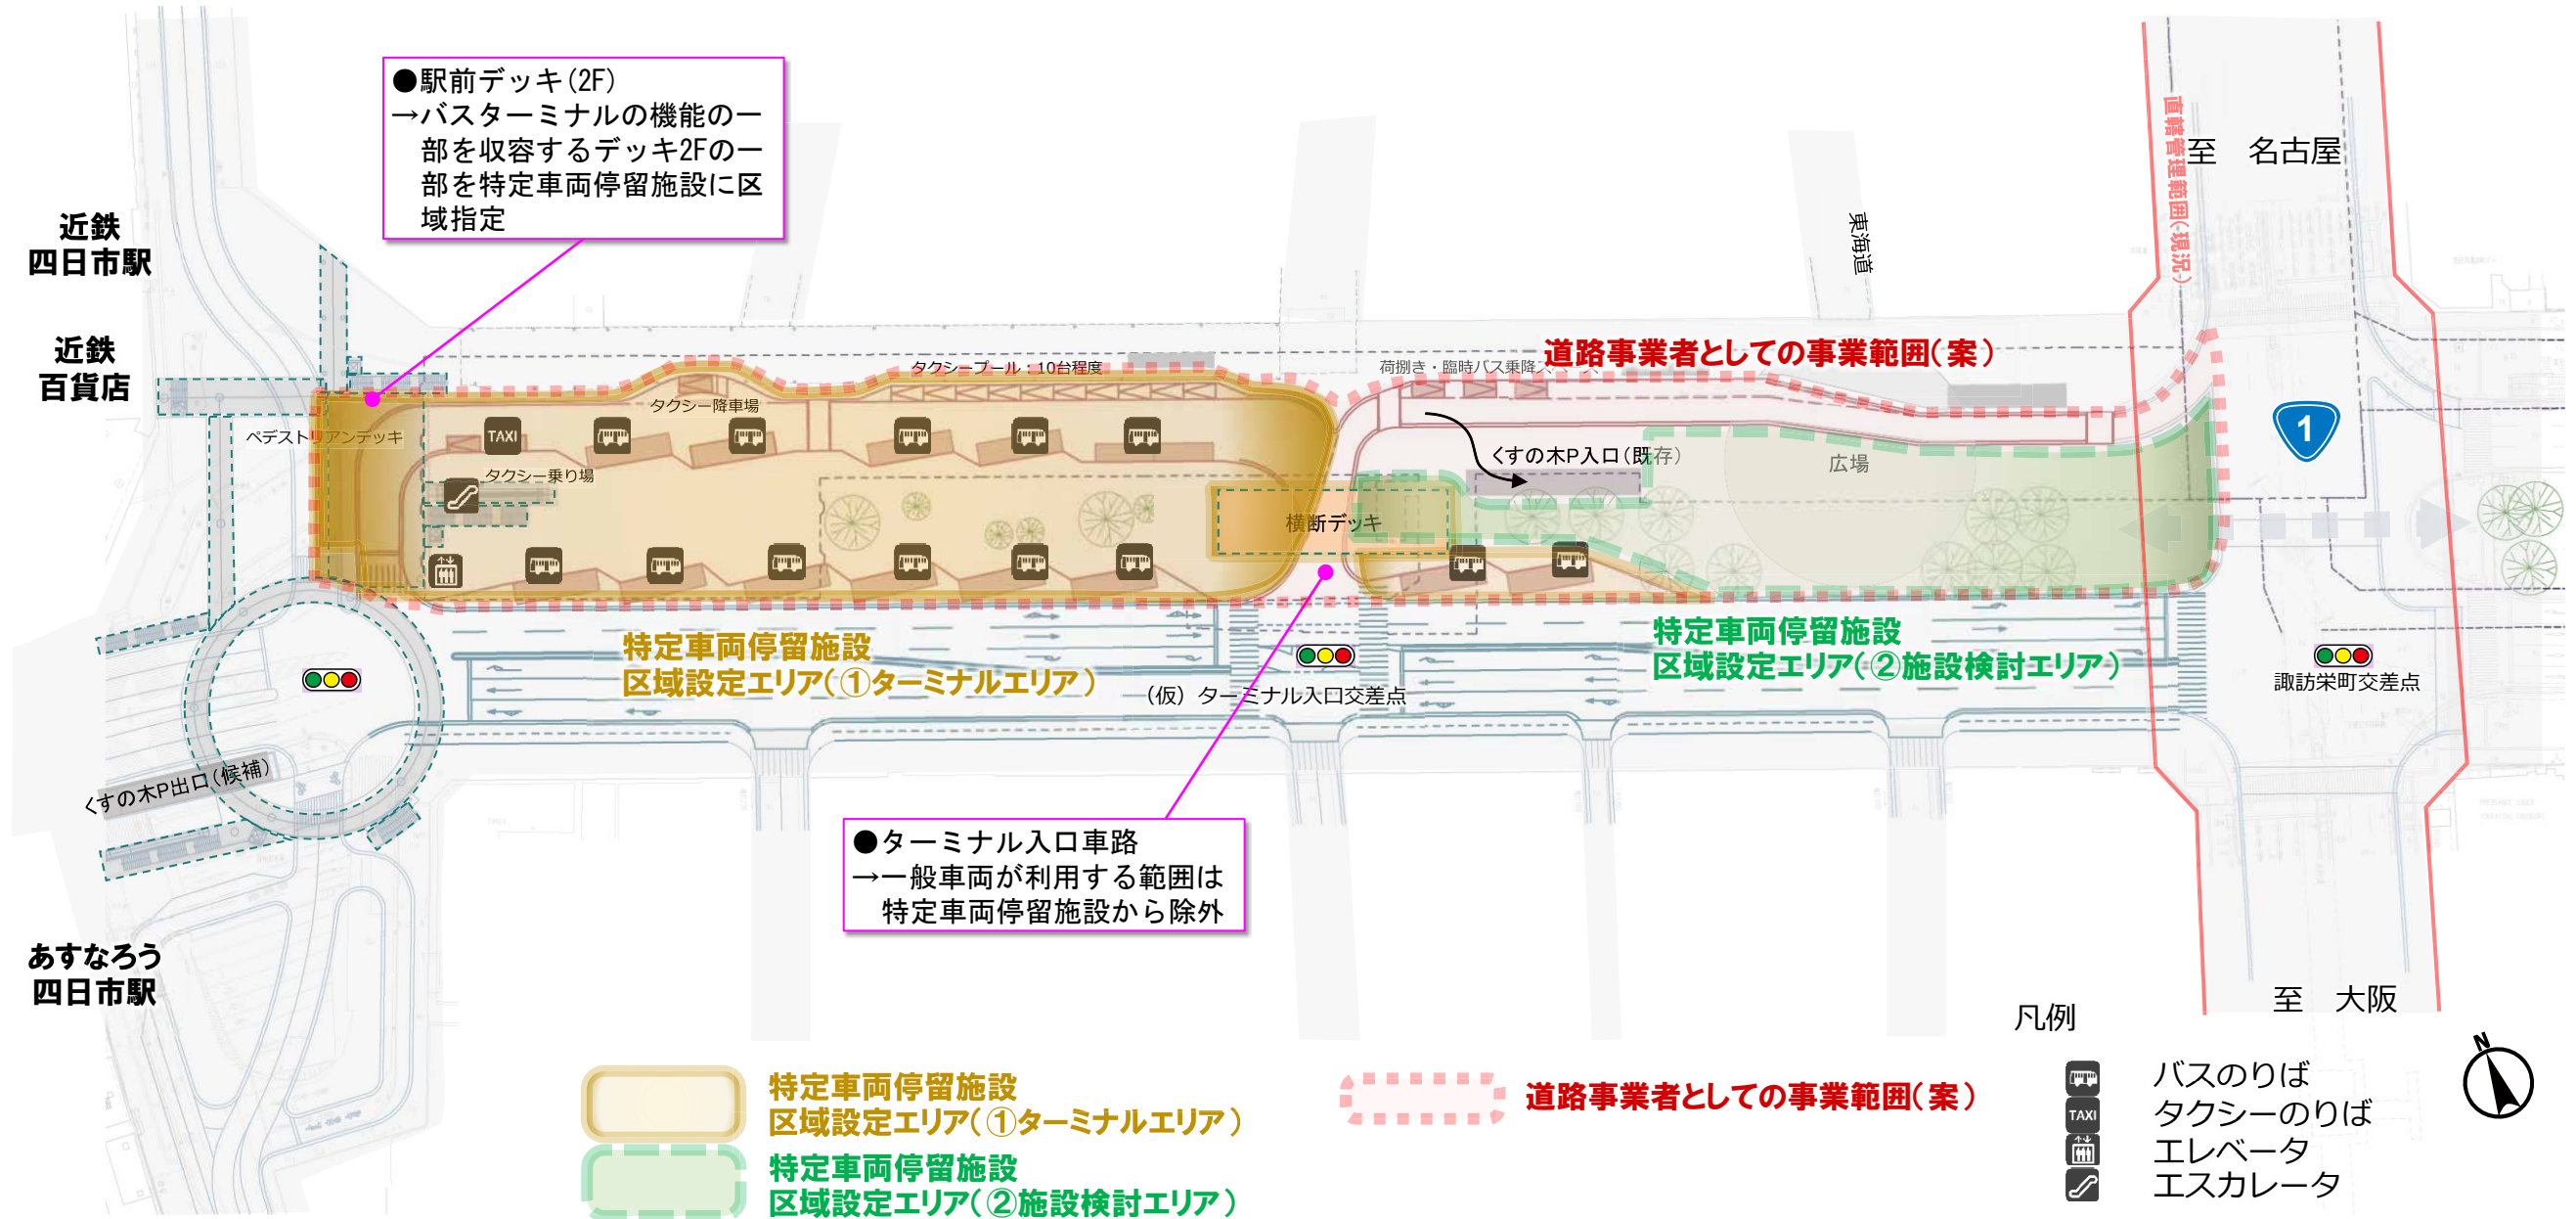 ●駅前デッキ(2F)
→バスターミナルの機能の一
部を収容するデッキ2Fの一
部を特定車両停留施設に区
域指定
近鉄
四日市駅
近鉄
百貨店
直轄管理範囲(現況)
至 名古屋
東海道
道路事業者としての事業範囲(案)
タクシープール：10台程度
荷捌き・臨時バス乗降スペース
タクシー降車場
ペデストリアンデッキ
TAXI
タクシー乗り場
くすの木P入口(既存)
広場
1
横断デッキ
特定車両停留施設
区域設定エリア(①ターミナルエリア)
特定車両停留施設
区域設定エリア(②施設検討エリア)
(仮) ターミナル入口交差点
諏訪栄町交差点
くすの木P出口(候補)
●ターミナル入口車路
→一般車両が利用する範囲は
特定車両停留施設から除外
あすなろう
四日市駅
至 大阪
凡例
N
特定車両停留施設
区域設定エリア(①ターミナルエリア)
特定車両停留施設
区域設定エリア(②施設検討エリア)
道路事業者としての事業範囲(案)
バスのりば
TAXI タクシーのりば
エレベータ
エスカレータ